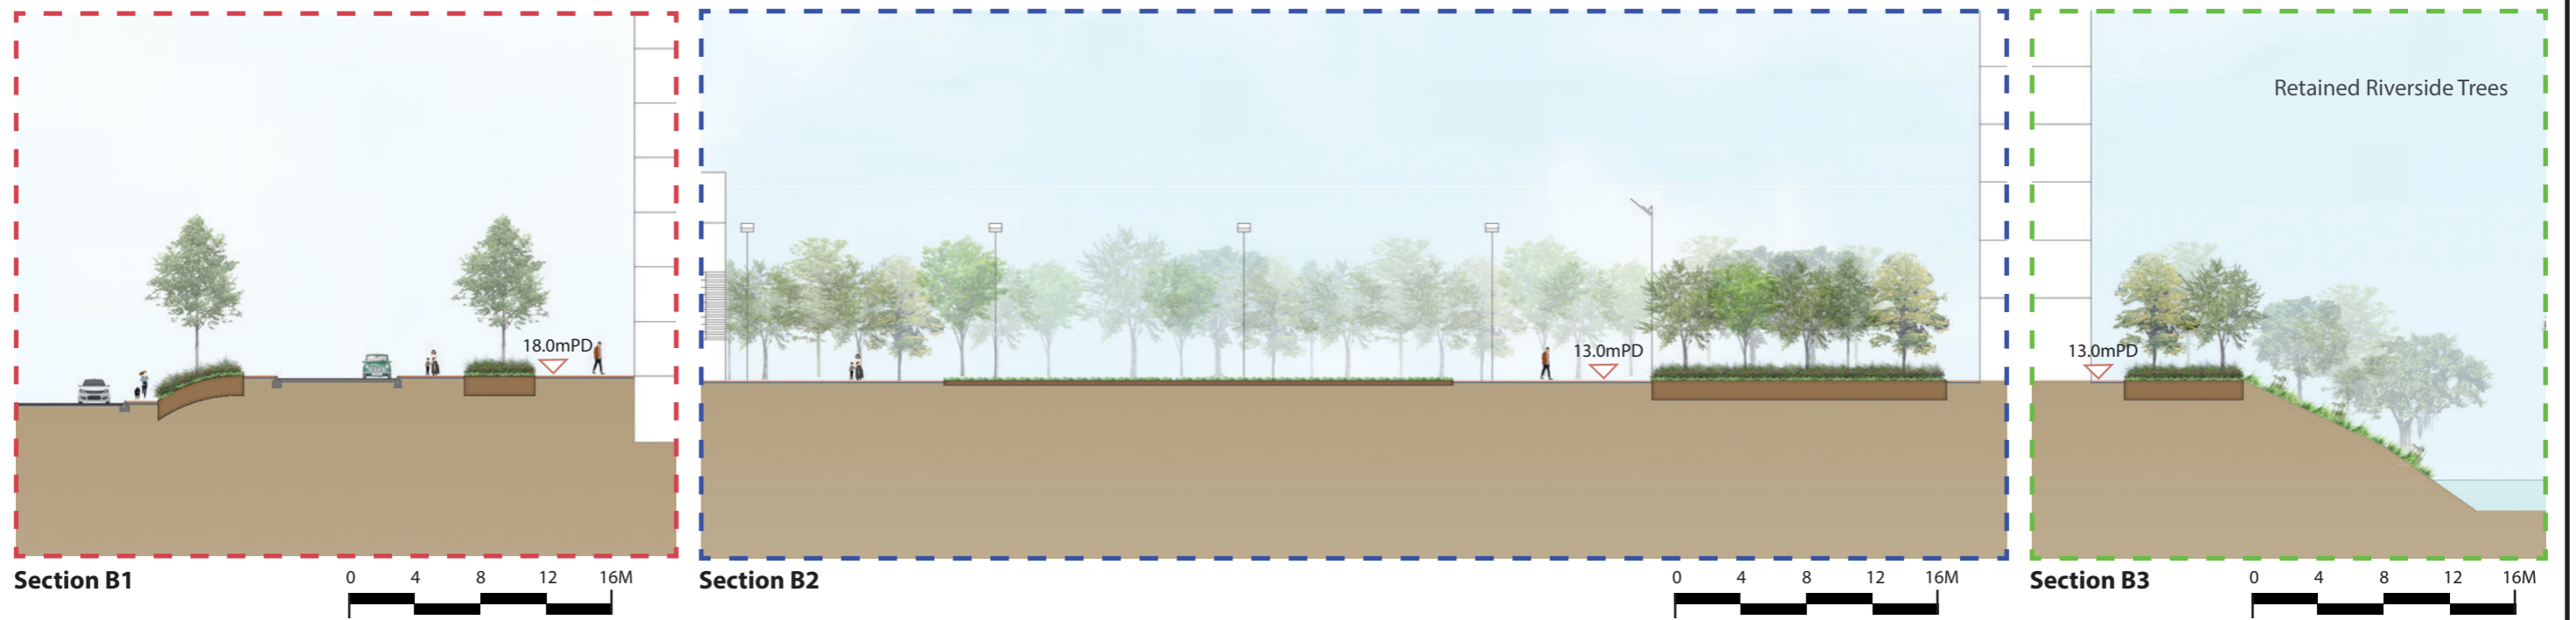 Retained Riverside Trees
18.0mPD
13.0mPD
13.0mPD
Section B1
0 4 8 12 16M
Section B2
0 4 8 12 16M
Section B3
0 4 8 12 16M